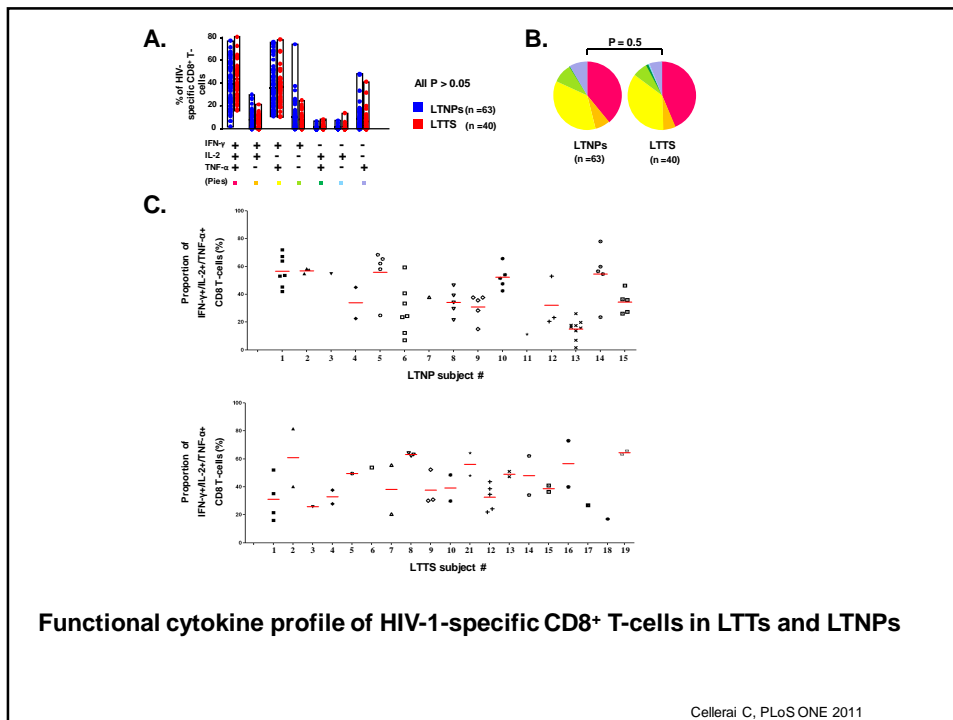 A.
B.
80
60
40
20
0
% of HIV-
specific CD8+ T-
cells
All P > 0.05
LTNPs (n =63)
LTTS (n =40)
P = 0.5
LTNPs
(n =63)
LTTS
(n =40)
IFN-γ + + + + - - -
IL-2 + + - - + + -
TNF-α + - + - + - +
(Pies)
C.
Proportion of
IFN-γ+/IL-2+/TNF-α+
CD8 T-cells (%)
100
80
60
40
20
0
1 2 3 4 5 6 7 8 9 10 11 12 13 14 15
LTNP subject #
Proportion of
IFN-γ+/IL-2+/TNF-α+
CD8 T-cells (%)
100
80
60
40
20
0
1 2 3 4 5 6 7 8 9 10 21 12 13 14 15 16 17 18 19
LTTS subject #
Functional cytokine profile of HIV-1-specific CD8+ T-cells in LTTs and LTNPs
Cellerai C, PLoS ONE 2011